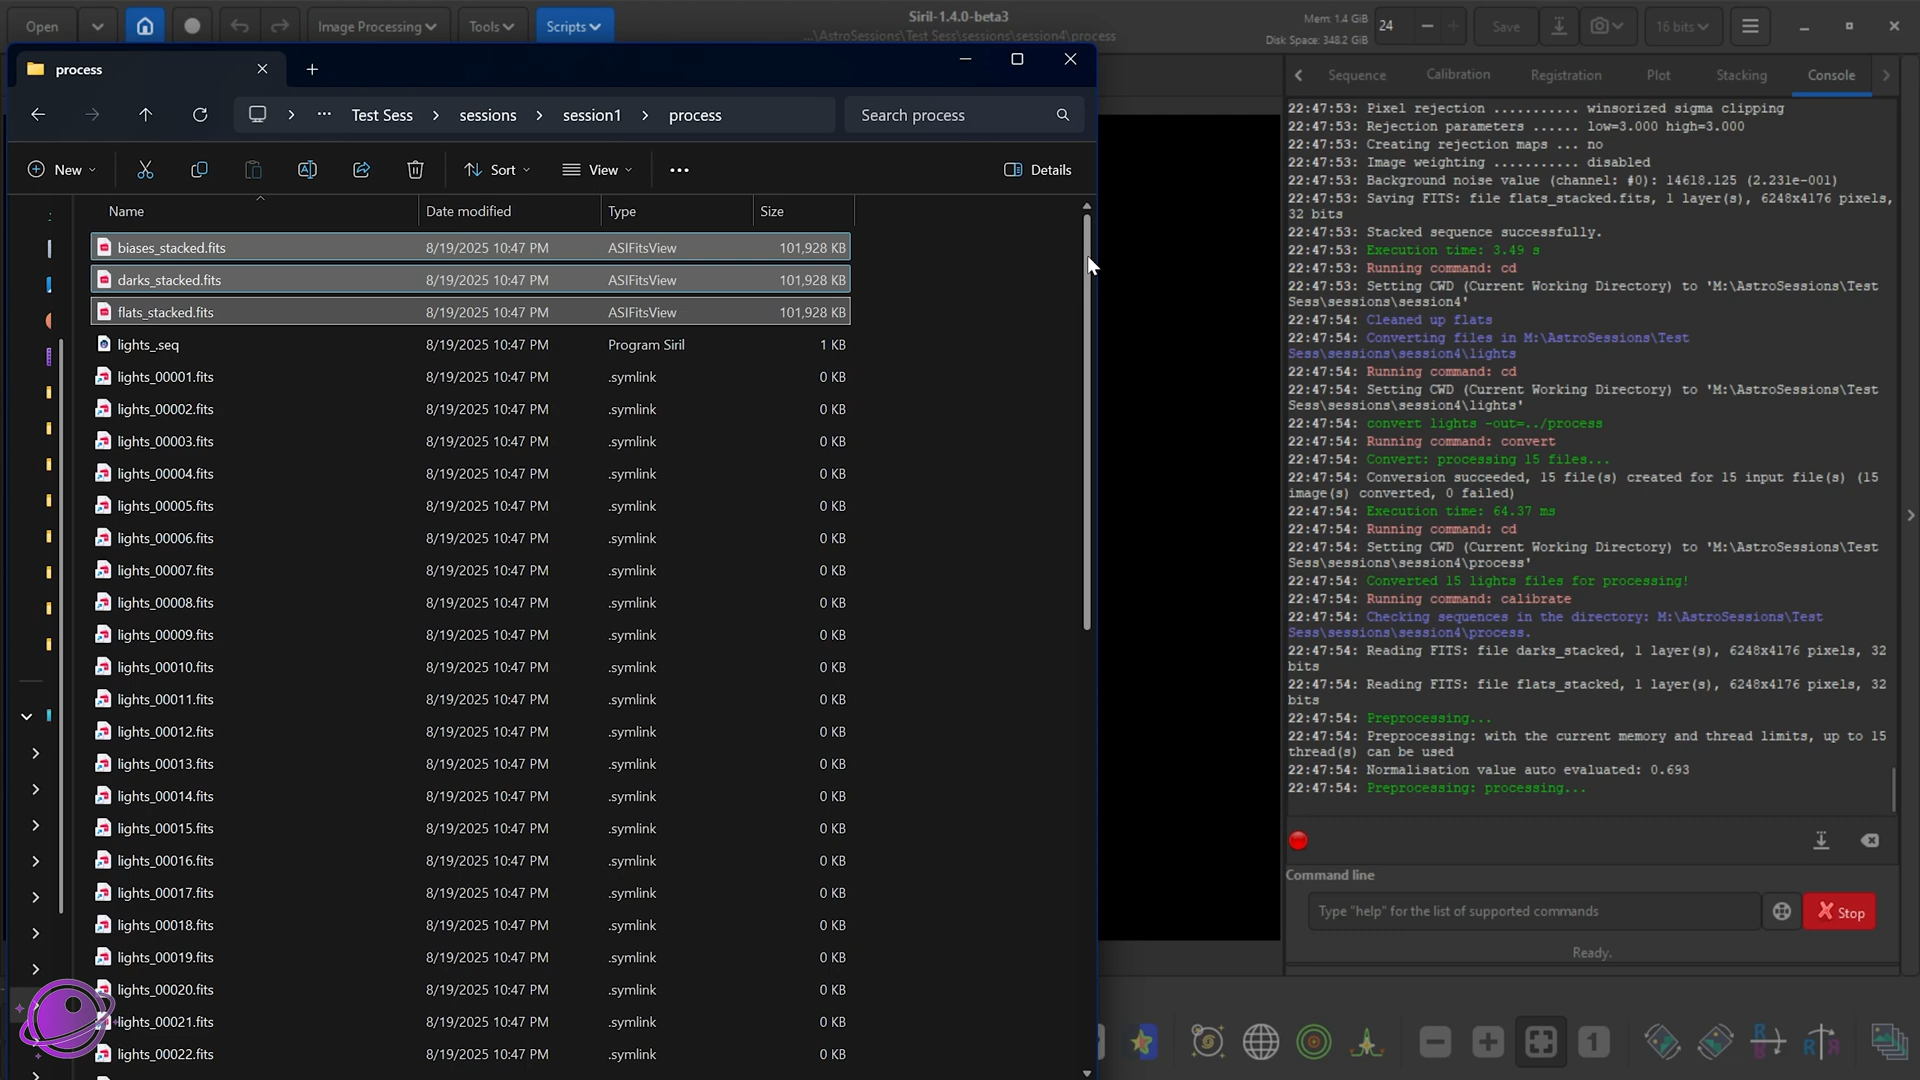 Open
Image Processing
Tools
Scripts
Siril-1.4.0-beta3
...\AstroSessions\Test Sess\sessions\session4\process
Mem: 1.4 GiB
Disk Space: 348.2 GiB
24
Save
16 bits
process
Test Sess
sessions
session1
process
Search process
New
Sort
View
Details
Name
Date modified
Type
Size
biases_stacked.fits 8/19/2025 10:47 PM ASIFitsView 101,928 KB
darks_stacked.fits 8/19/2025 10:47 PM ASIFitsView 101,928 KB
flats_stacked.fits 8/19/2025 10:47 PM ASIFitsView 101,928 KB
lights_.seq 8/19/2025 10:47 PM Program Siril 1 KB
lights_00001.fits 8/19/2025 10:47 PM .symlink 0 KB
lights_00002.fits 8/19/2025 10:47 PM .symlink 0 KB
lights_00003.fits 8/19/2025 10:47 PM .symlink 0 KB
lights_00004.fits 8/19/2025 10:47 PM .symlink 0 KB
lights_00005.fits 8/19/2025 10:47 PM .symlink 0 KB
lights_00006.fits 8/19/2025 10:47 PM .symlink 0 KB
lights_00007.fits 8/19/2025 10:47 PM .symlink 0 KB
lights_00008.fits 8/19/2025 10:47 PM .symlink 0 KB
lights_00009.fits 8/19/2025 10:47 PM .symlink 0 KB
lights_00010.fits 8/19/2025 10:47 PM .symlink 0 KB
lights_00011.fits 8/19/2025 10:47 PM .symlink 0 KB
lights_00012.fits 8/19/2025 10:47 PM .symlink 0 KB
lights_00013.fits 8/19/2025 10:47 PM .symlink 0 KB
lights_00014.fits 8/19/2025 10:47 PM .symlink 0 KB
lights_00015.fits 8/19/2025 10:47 PM .symlink 0 KB
lights_00016.fits 8/19/2025 10:47 PM .symlink 0 KB
lights_00017.fits 8/19/2025 10:47 PM .symlink 0 KB
lights_00018.fits 8/19/2025 10:47 PM .symlink 0 KB
lights_00019.fits 8/19/2025 10:47 PM .symlink 0 KB
lights_00020.fits 8/19/2025 10:47 PM .symlink 0 KB
lights_00021.fits 8/19/2025 10:47 PM .symlink 0 KB
lights_00022.fits 8/19/2025 10:47 PM .symlink 0 KB
Sequence
Calibration
Registration
Plot
Stacking
Console
22:47:53: Pixel rejection ........... winsorized sigma clipping
22:47:53: Rejection parameters ...... low=3.000 high=3.000
22:47:53: Creating rejection maps ... no
22:47:53: Image weighting ........... disabled
22:47:53: Background noise value (channel: #0): 14618.125 (2.231e-001)
22:47:53: Saving FITS: file flats_stacked.fits, 1 layer(s), 6248x4176 pixels,
32 bits
22:47:53: Stacked sequence successfully.
22:47:53: Execution time: 3.49 s
22:47:53: Running command: cd
22:47:53: Setting CWD (Current Working Directory) to 'M:\AstroSessions\Test
Sess\sessions\session4'
22:47:54: Cleaned up flats
22:47:54: Converting files in M:\AstroSessions\Test
Sess\sessions\session4\lights
22:47:54: Running command: cd
22:47:54: Setting CWD (Current Working Directory) to 'M:\AstroSessions\Test
Sess\sessions\session4\lights'
22:47:54: convert lights -out=../process
22:47:54: Running command: convert
22:47:54: Convert: processing 15 files...
22:47:54: Conversion succeeded, 15 file(s) created for 15 input file(s) (15
image(s) converted, 0 failed)
22:47:54: Execution time: 64.37 ms
22:47:54: Running command: cd
22:47:54: Setting CWD (Current Working Directory) to 'M:\AstroSessions\Test
Sess\sessions\session4\process'
22:47:54: Converted 15 lights files for processing!
22:47:54: Running command: calibrate
22:47:54: Checking sequences in the directory: M:\AstroSessions\Test
Sess\sessions\session4\process.
22:47:54: Reading FITS: file darks_stacked, 1 layer(s), 6248x4176 pixels, 32
bits
22:47:54: Reading FITS: file flats_stacked, 1 layer(s), 6248x4176 pixels, 32
bits
22:47:54: Preprocessing...
22:47:54: Preprocessing: with the current memory and thread limits, up to 15
thread(s) can be used
22:47:54: Normalisation value auto evaluated: 0.693
22:47:54: Preprocessing: processing...
Command line
Type "help" for the list of supported commands
Stop
Ready.
1